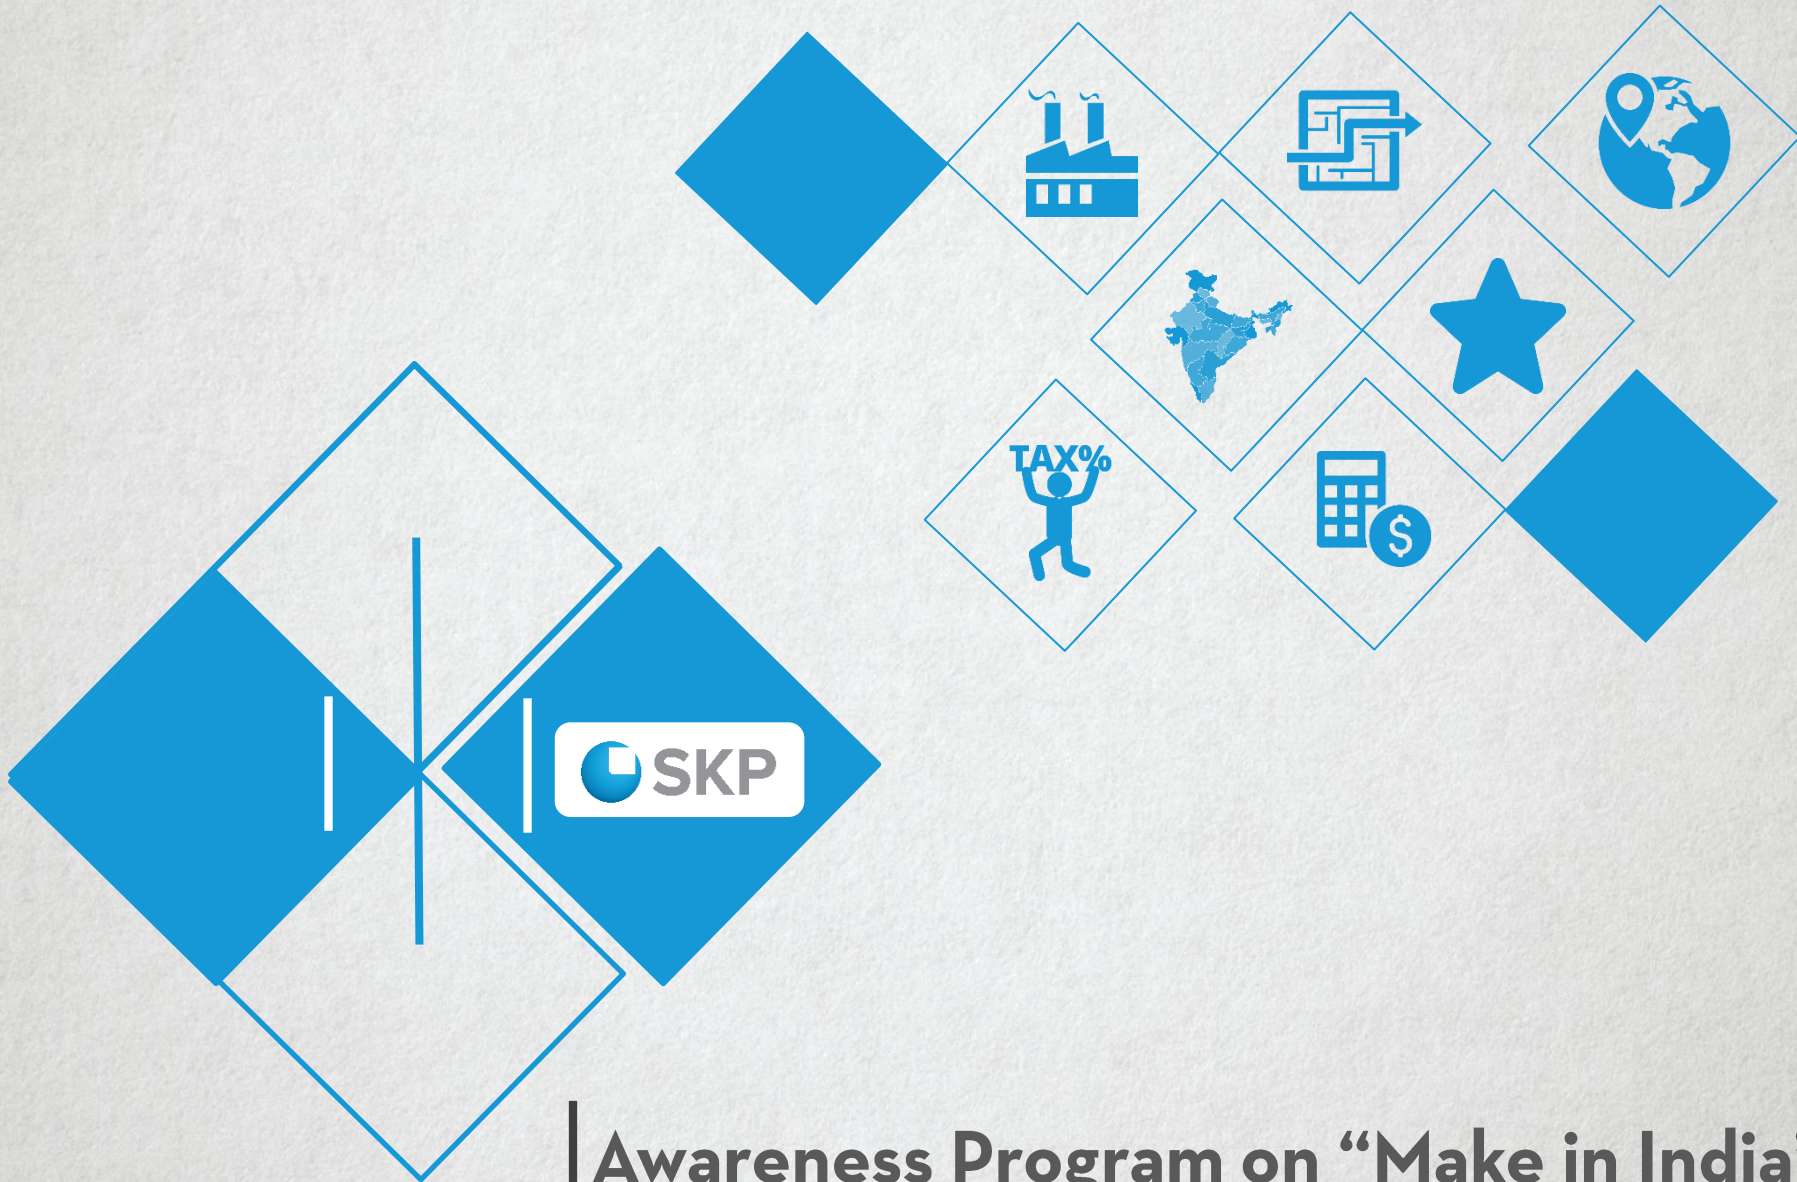 TAX%
$
SKP
Awareness Program on “Make in India”